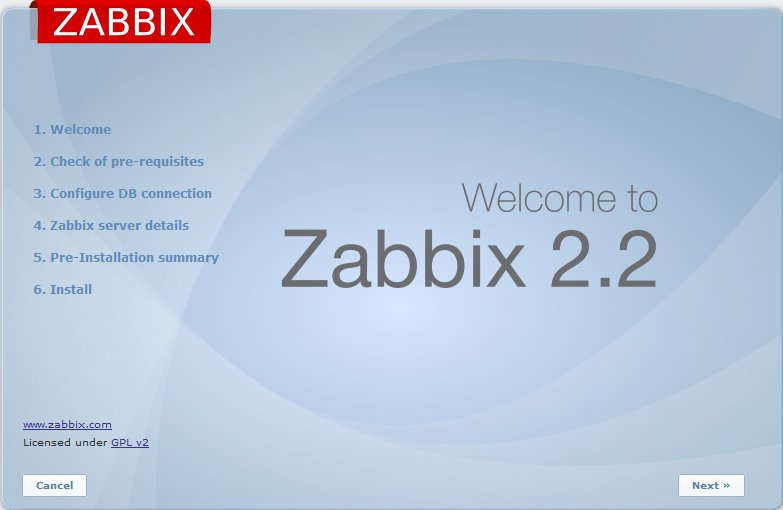 ZABBIX
1. Welcome
2. Check of pre-requisites
3. Configure DB connection
4. Zabbix server details
5. Pre-Installation summary
6. Install
Welcome to
Zabbix 2.2
www.zabbix.com
Licensed under GPL v2
Cancel
Next »